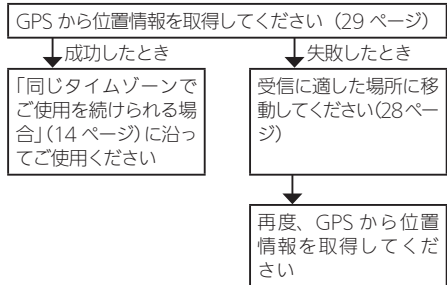 GPS から位置情報を取得してください（29 ページ）
成功したとき
失敗したとき
「同じタイムゾーンで
ご使用を続けられる場
合」（14 ページ）に沿っ
てご使用ください
受信に適した場所に移
動してください（28ペー
ジ）
再度、GPS から位置
情報を取得してくだ
さい